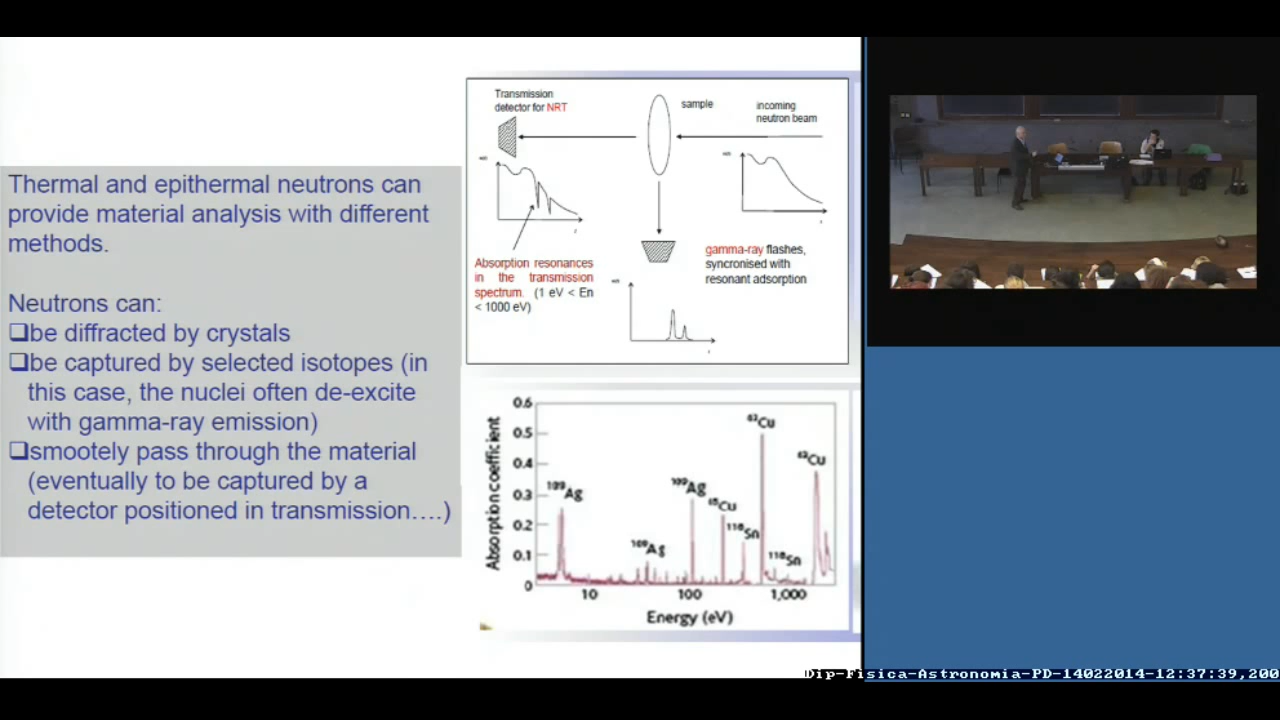 Thermal and epithermal neutrons can
provide material analysis with different
methods.
Neutrons can:
❑be diffracted by crystals
❑be captured by selected isotopes (in
this case, the nuclei often de-excite
with gamma-ray emission)
❑smootely pass through the material
(eventually to be captured by a
detector positioned in transmission....)
Transmission
detector for NRT
sample
incoming
neutron beam
Absorption resonances
in the transmission
spectrum. (1 eV < En
< 1000 eV)
gamma-ray flashes,
syncronised with
resonant adsorption
Absorption coefficient
0.6
0.5
0.4
0.3
0.2
0.1
0
109Ag
109Ag
109Ag
65Cu
63Cu
63Cu
10
100
1,000
Energy (eV)
Dip-Fisica-Astronomia-PD-14022014-12:37:39,200